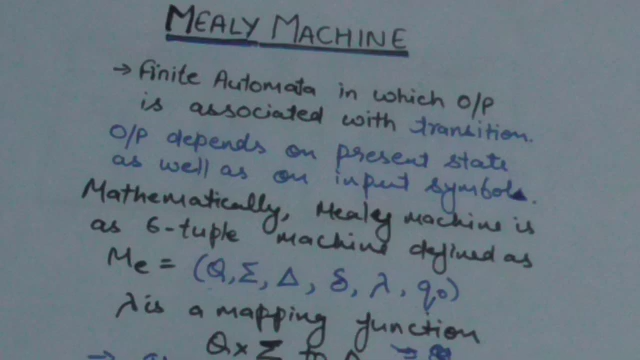 MEALY MACHINE
→ Finite Automata in which O/P
is associated with transition.
O/P depends on present state
as well as on input symbols.
Mathematically, Mealey machine is
as 6-tuple machine defined as
Me = (Q, Σ, Δ, δ, λ, q0)
λ is a mapping function
Q×Σ to